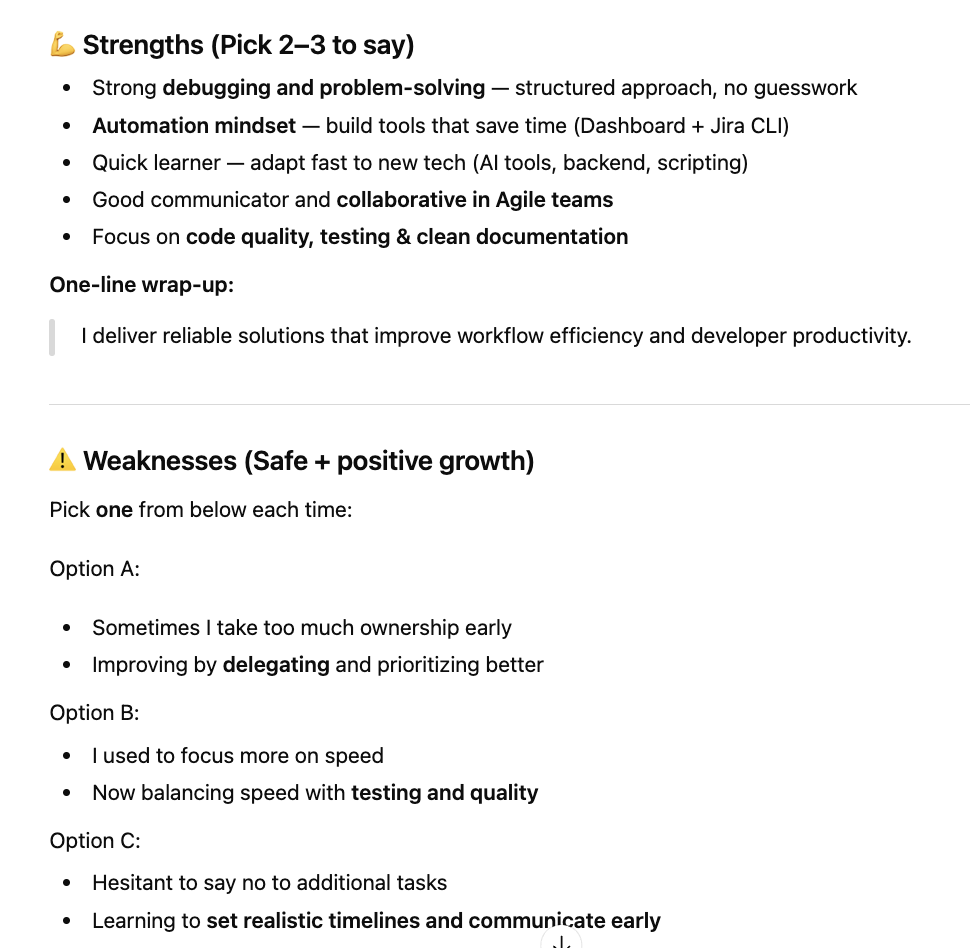 💪 Strengths (Pick 2–3 to say)
• Strong debugging and problem-solving — structured approach, no guesswork
• Automation mindset — build tools that save time (Dashboard + Jira CLI)
• Quick learner — adapt fast to new tech (AI tools, backend, scripting)
• Good communicator and collaborative in Agile teams
• Focus on code quality, testing & clean documentation
One-line wrap-up:
I deliver reliable solutions that improve workflow efficiency and developer productivity.
⚠️ Weaknesses (Safe + positive growth)
Pick one from below each time:
Option A:
• Sometimes I take too much ownership early
• Improving by delegating and prioritizing better
Option B:
• I used to focus more on speed
• Now balancing speed with testing and quality
Option C:
• Hesitant to say no to additional tasks
• Learning to set realistic timelines and communicate early